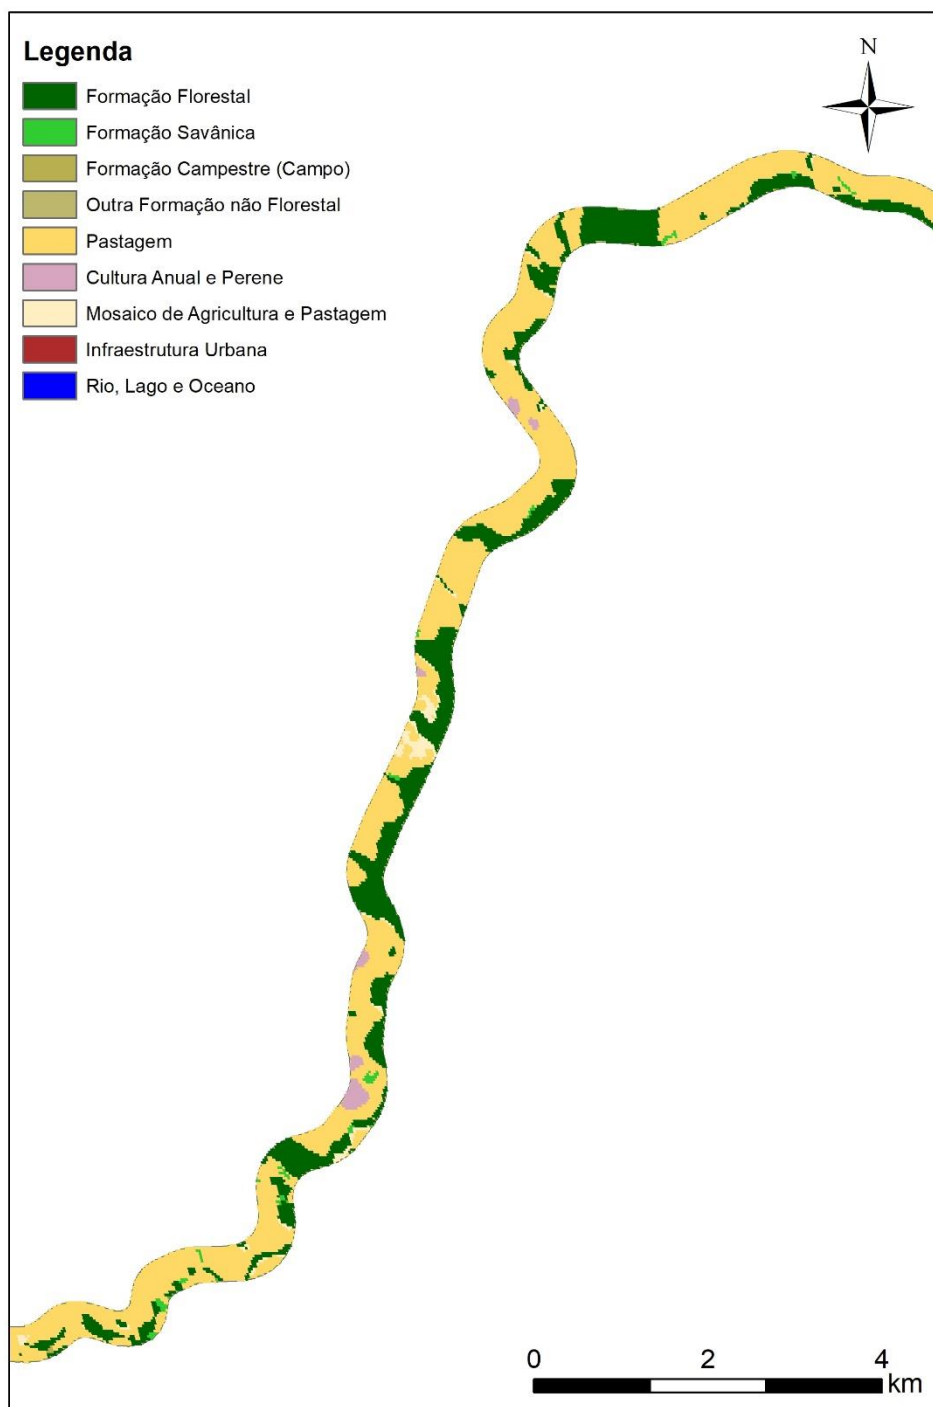 Legenda
N
Formação Florestal
Formação Savânica
Formação Campestre (Campo)
Outra Formação não Florestal
Pastagem
Cultura Anual e Perene
Mosaico de Agricultura e Pastagem
Infraestrutura Urbana
Rio, Lago e Oceano
0 2 4
km